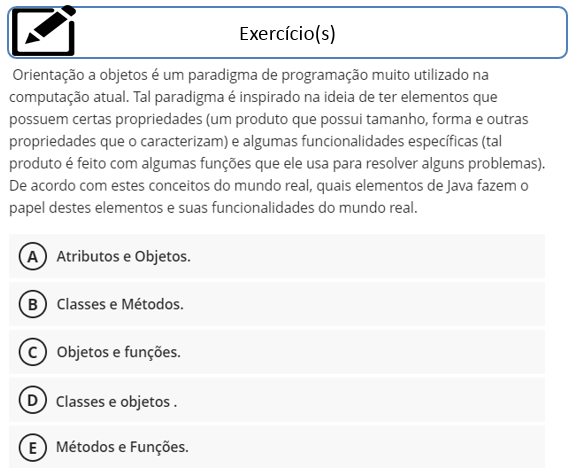 Exercício(s)
Orientação a objetos é um paradigma de programação muito utilizado na
computação atual. Tal paradigma é inspirado na ideia de ter elementos que
possuem certas propriedades (um produto que possui tamanho, forma e outras
propriedades que o caracterizam) e algumas funcionalidades específicas (tal
produto é feito com algumas funções que ele usa para resolver alguns problemas).
De acordo com estes conceitos do mundo real, quais elementos de Java fazem o
papel destes elementos e suas funcionalidades do mundo real.
A Atributos e Objetos.
B Classes e Métodos.
C Objetos e funções.
D Classes e objetos .
E Métodos e Funções.